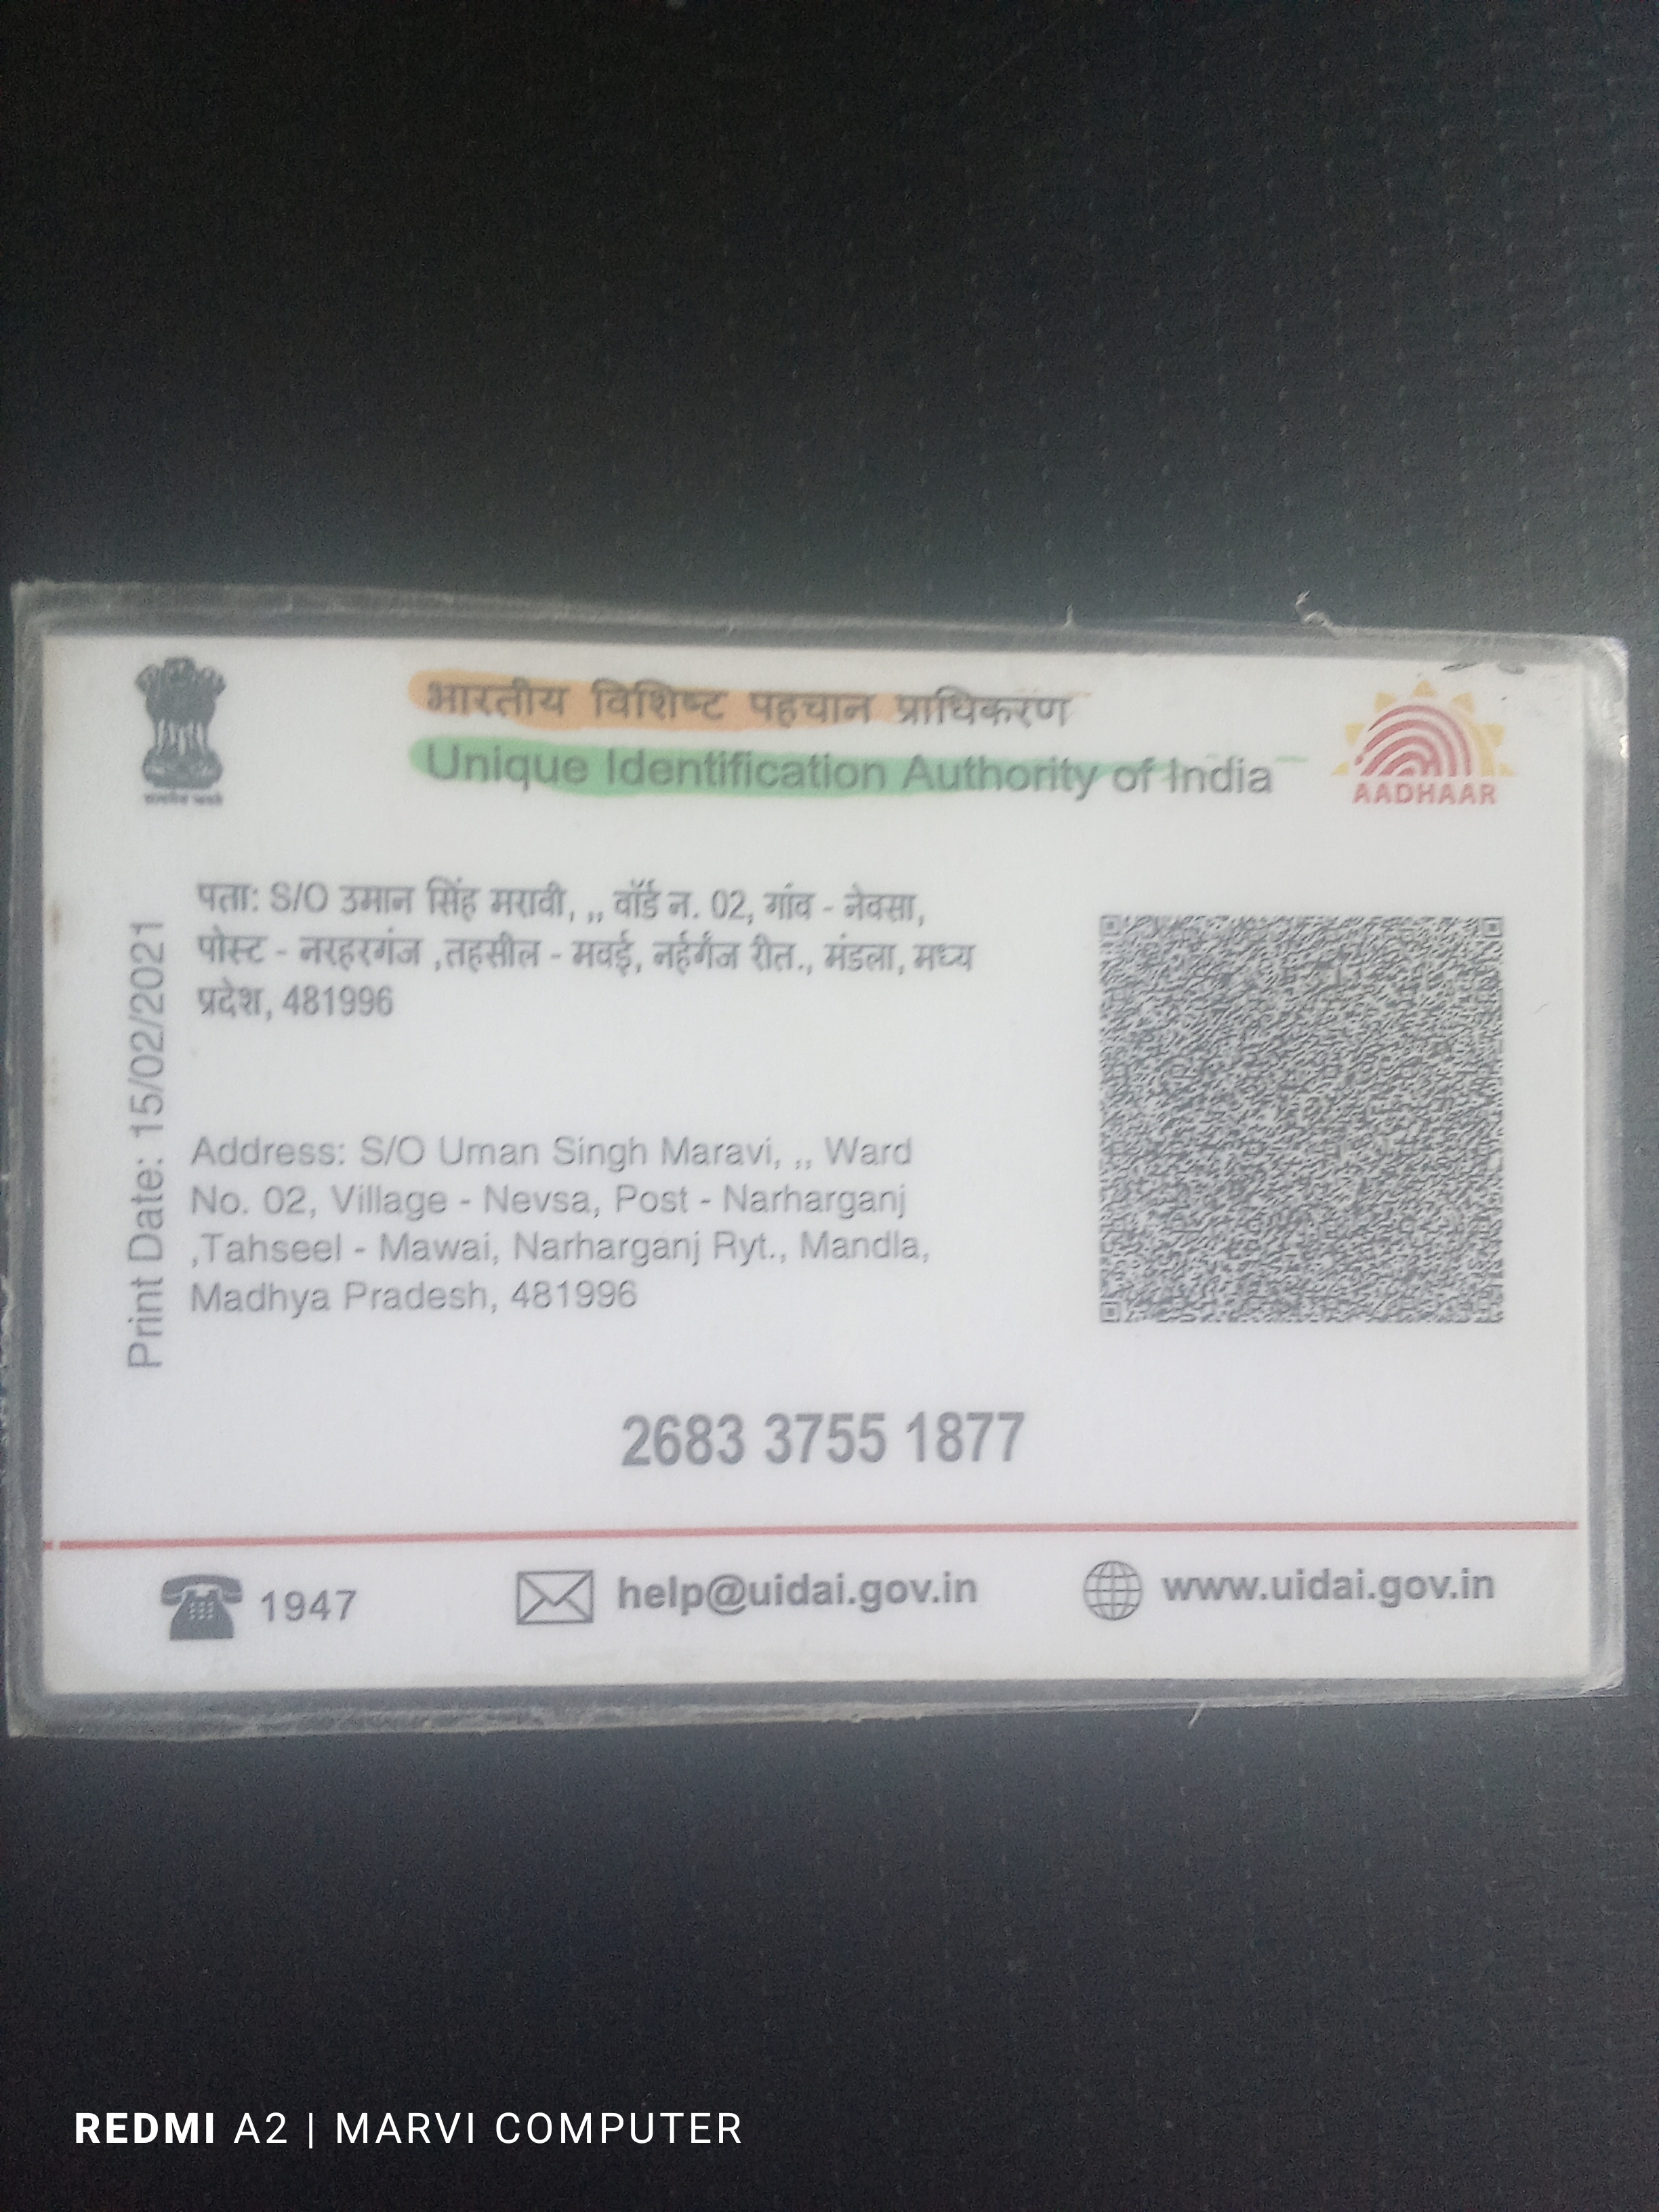 भारतीय विशिष्ट पहचान प्राधिकरण
Unique Identification Authority of India
AADHAAR
Print Date: 15/02/2021
पता: S/O उमान सिंह मरावी, ,, वॉर्ड न. 02, गांव - नेवसा,
पोस्ट - नरहरगंज ,तहसील - मवई, नर्हर्गंज रीत., मंडला, मध्य
प्रदेश, 481996
Address: S/O Uman Singh Maravi, ,, Ward
No. 02, Village - Nevsa, Post - Narharganj
,Tahseel - Mawai, Narharganj Ryt., Mandla,
Madhya Pradesh, 481996
2683 3755 1877
1947
help@uidai.gov.in
www.uidai.gov.in
REDMI A2 | MARVI COMPUTER